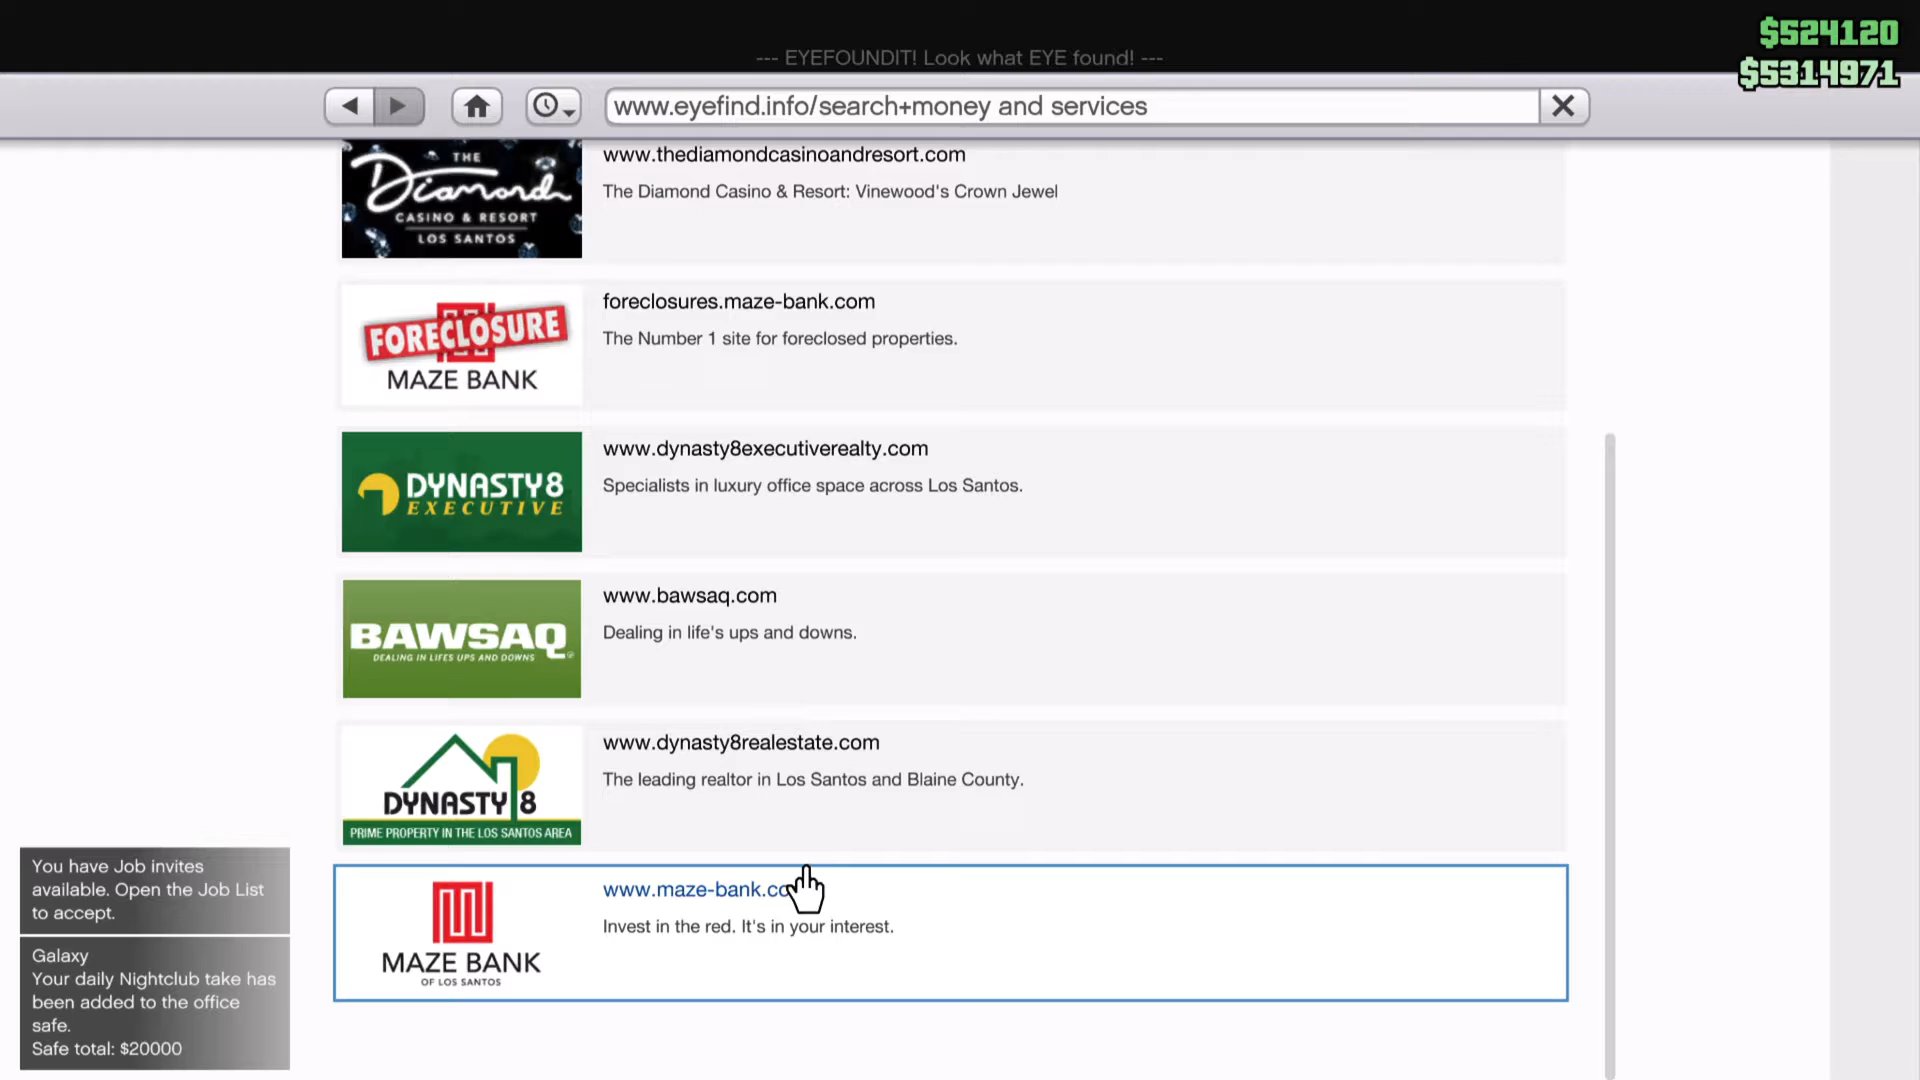 $524120
--- EYEFOUNDIT! Look what EYE found! ---
$5314971
www.eyefind.info/search+money and services
THE
Diamond
CASINO & RESORT
LOS SANTOS
www.thediamondcasinoandresort.com
The Diamond Casino & Resort: Vinewood's Crown Jewel
FORECLOSURE
MAZE BANK
foreclosures.maze-bank.com
The Number 1 site for foreclosed properties.
DYNASTY8
EXECUTIVE
www.dynasty8executiverealty.com
Specialists in luxury office space across Los Santos.
BAWSAQ
DEALING IN LIFES UPS AND DOWNS
www.bawsaq.com
Dealing in life's ups and downs.
DYNASTY 8
PRIME PROPERTY IN THE LOS SANTOS AREA
www.dynasty8realestate.com
The leading realtor in Los Santos and Blaine County.
MAZE BANK
OF LOS SANTOS
www.maze-bank.co
Invest in the red. It's in your interest.
You have Job invites
available. Open the Job List
to accept.
Galaxy
Your daily Nightclub take has
been added to the office
safe.
Safe total: $20000